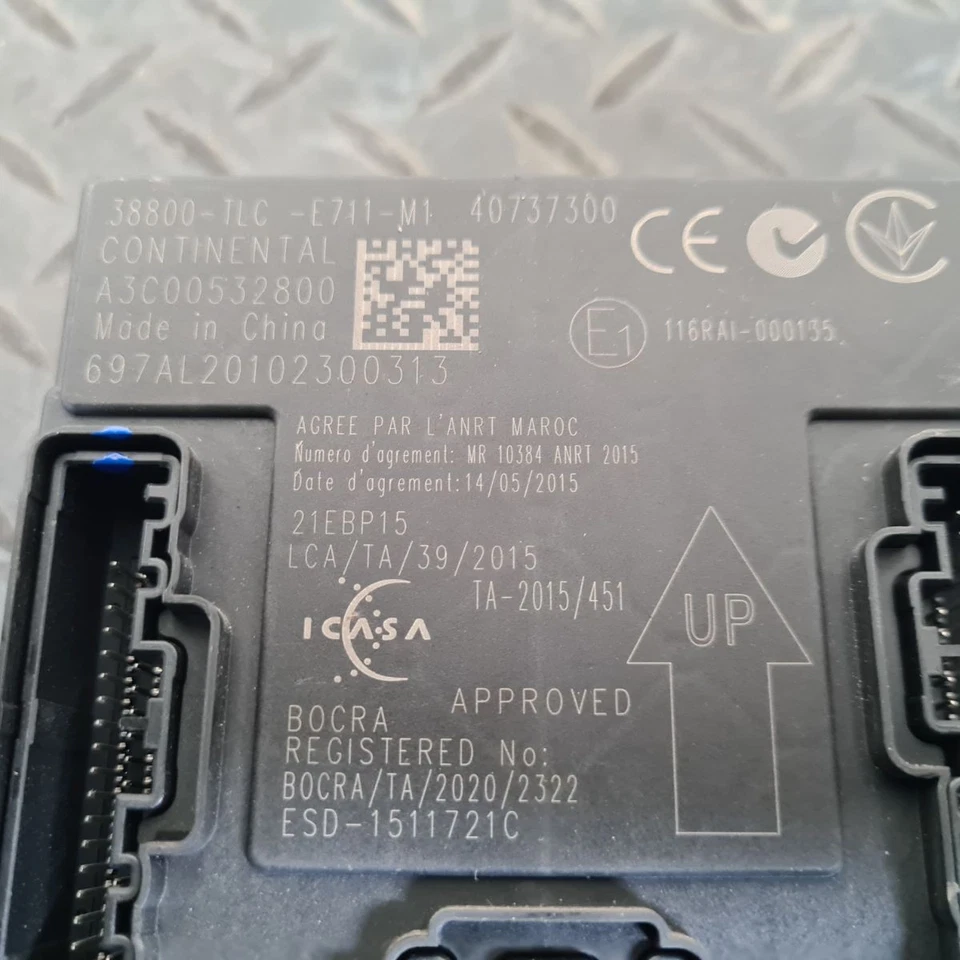 38800-TLC -E711-M1 40737300
CONTINENTAL
A3C00532800
Made in China
697AL20102300313
CE
E1
116RAI-000135
AGREE PAR L'ANRT MAROC
Numero d'agrement: MR 10384 ANRT 2015
Date d'agrement:14/05/2015
21EBP15
LCA/TA/39/2015
TA-2015/451
ICASA
UP
APPROVED
BOCRA
REGISTERED No:
BOCRA/TA/2020/2322
ESD-1511721C